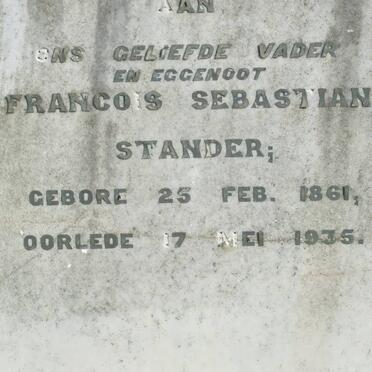 AAN
ONS GELIEFDE VADER
EN EGGENOOT
FRANCOIS SEBASTIAN
STANDER;
GEBORE 25 FEB. 1861,
OORLEDE 17 MEI 1935.